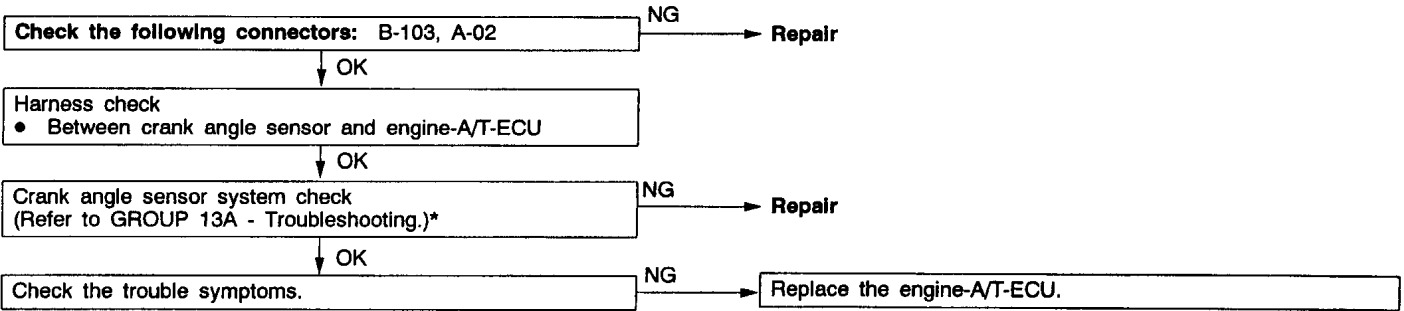 NG
Check the following connectors: B-103, A-02
Repair
OK
Harness check
● Between crank angle sensor and engine-A/T-ECU
OK
Crank angle sensor system check
(Refer to GROUP 13A - Troubleshooting.)*
NG
Repair
OK
Check the trouble symptoms.
NG
Replace the engine-A/T-ECU.